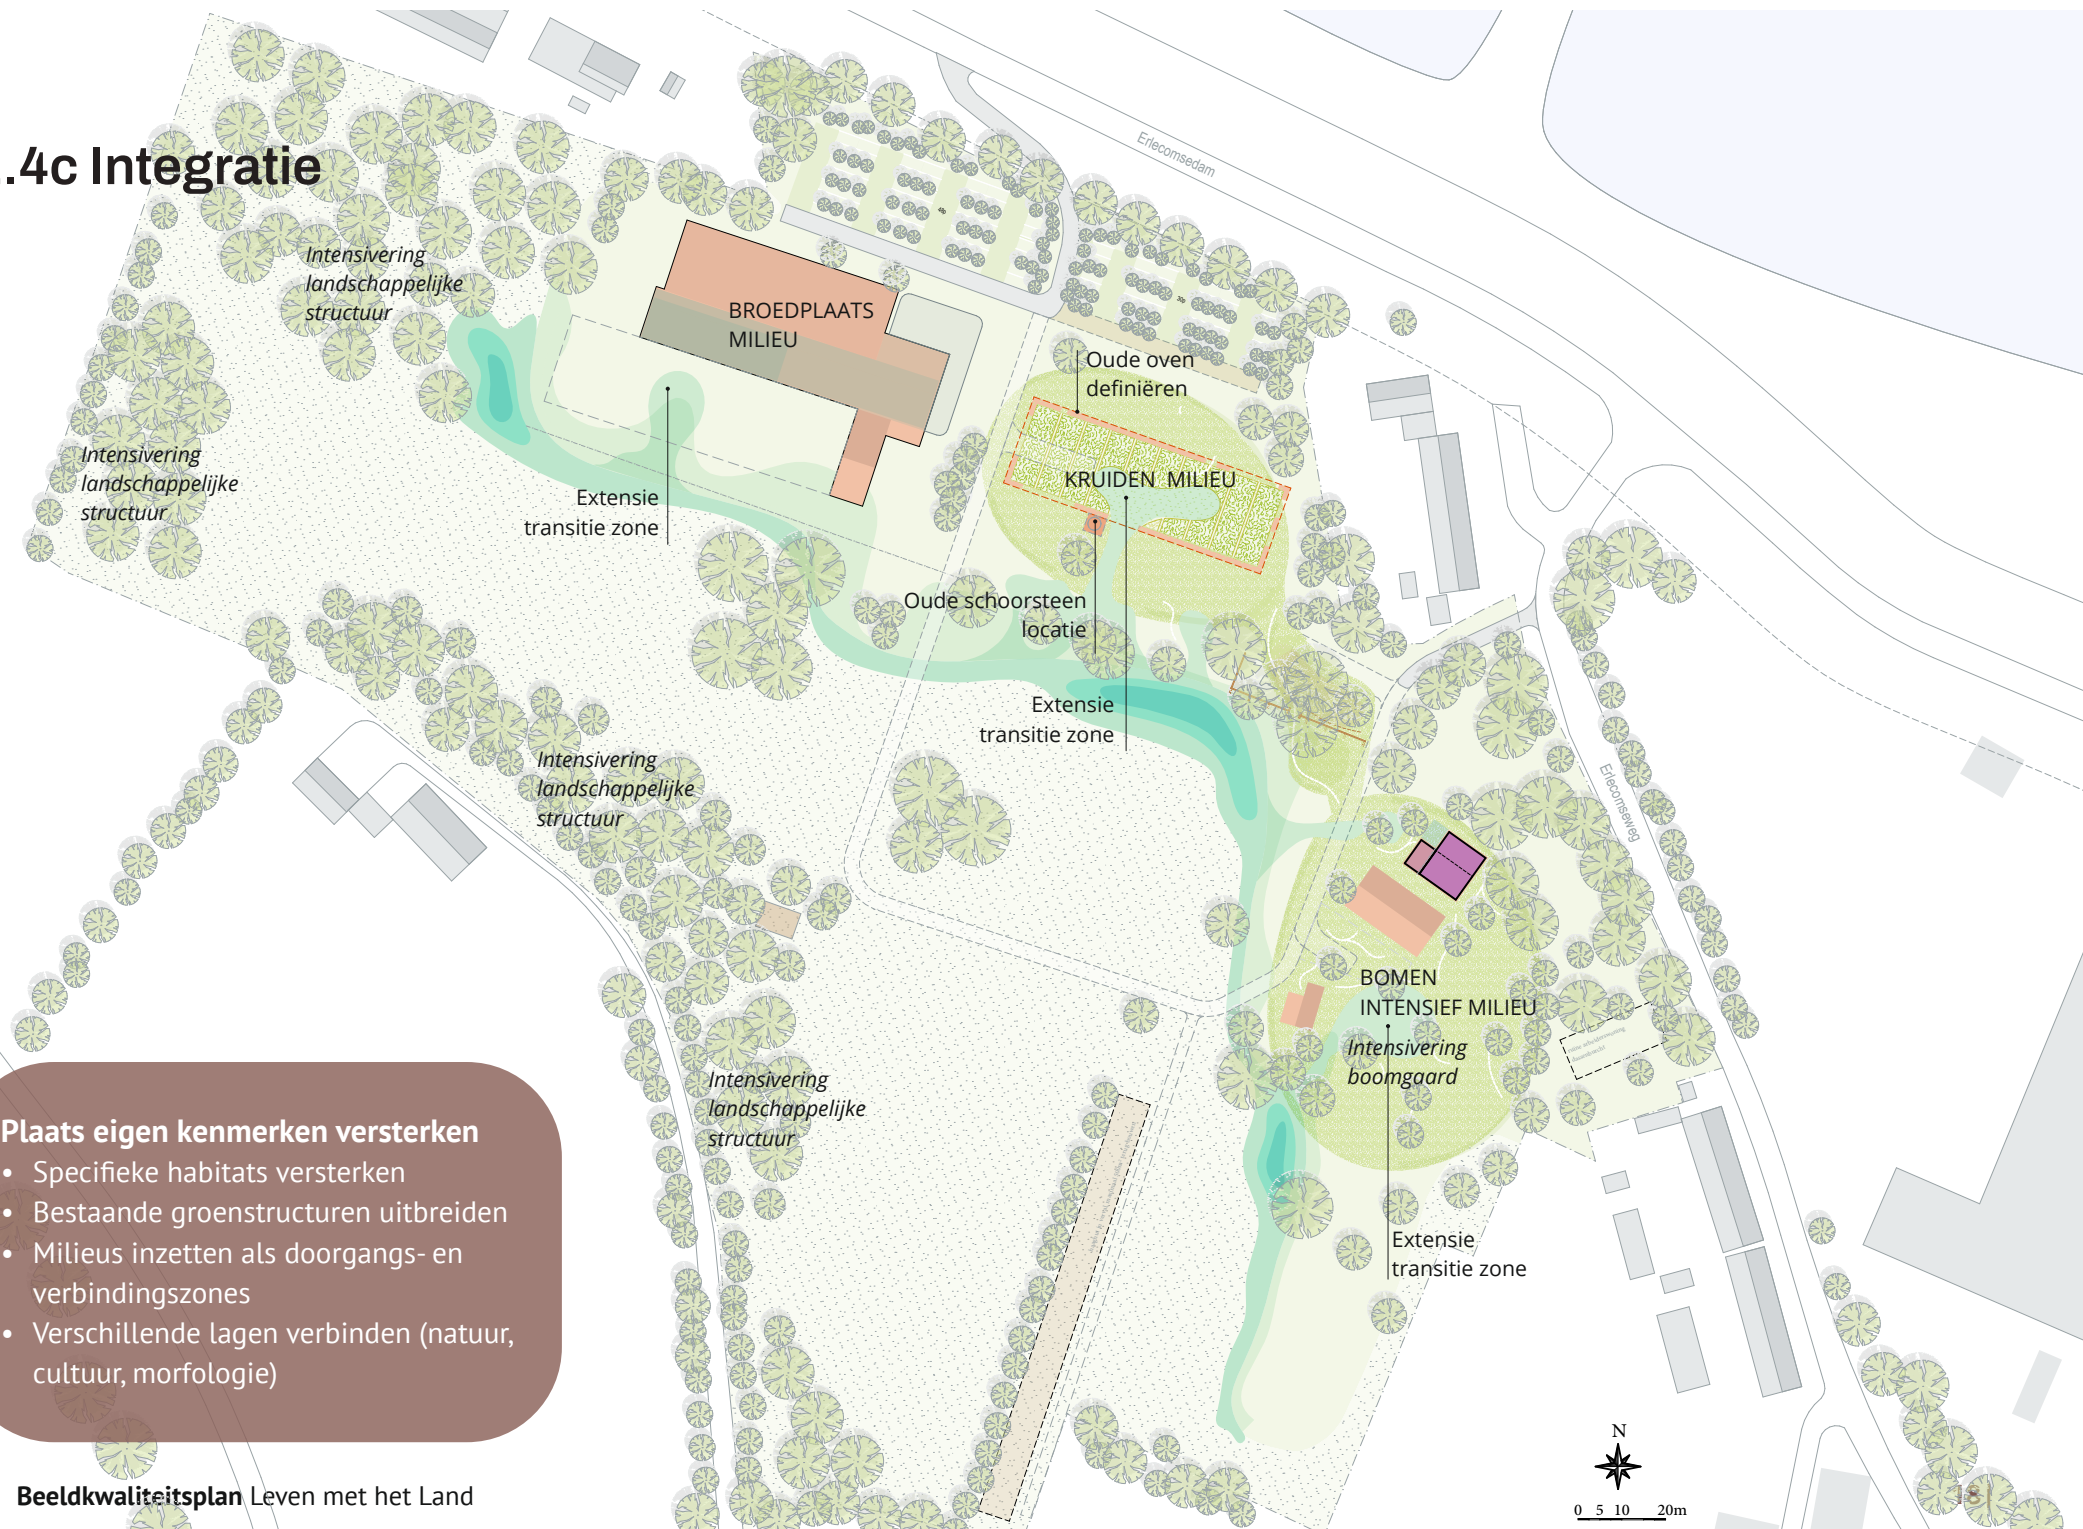 .4c Integratie
Erlecomsedam
Intensivering
landschappelijke
structuur
BROEDPLAATS
MILIEU
Oude oven
definiëren
Intensivering
landschappelijke
structuur
KRUIDEN MILIEU
Extensie
transitie zone
Oude schoorsteen
locatie
Extensie
transitie zone
Intensivering
landschappelijke
structuur
Erlecomseweg
BOMEN
INTENSIEF MILIEU
Intensivering
boomgaard
Intensivering
landschappelijke
structuur
Extensie
transitie zone
Plaats eigen kenmerken versterken
• Specifieke habitats versterken
• Bestaande groenstructuren uitbreiden
• Milieus inzetten als doorgangs- en
verbindingszones
• Verschillende lagen verbinden (natuur,
cultuur, morfologie)
N
0 5 10 20m
Beeldkwaliteitsplan Leven met het Land